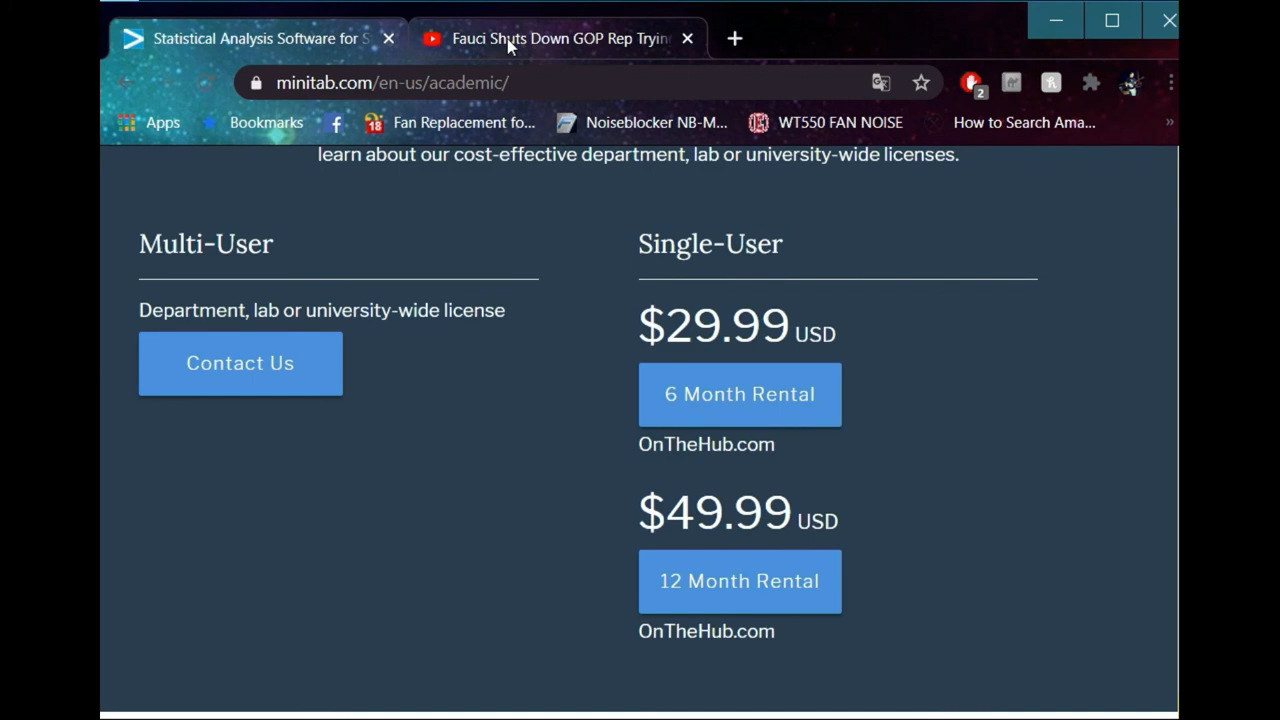 Statistical Analysis Software for S
Fauci Shuts Down GOP Rep Tryin
minitab.com/en-us/academic/
2
Apps
Bookmarks
18
Fan Replacement fo...
Noiseblocker NB-M...
WT550 FAN NOISE
How to Search Ama...
»
learn about our cost-effective department, lab or university-wide licenses.
Multi-User
Department, lab or university-wide license
Contact Us
Single-User
$29.99 USD
6 Month Rental
OnTheHub.com
$49.99 USD
12 Month Rental
OnTheHub.com